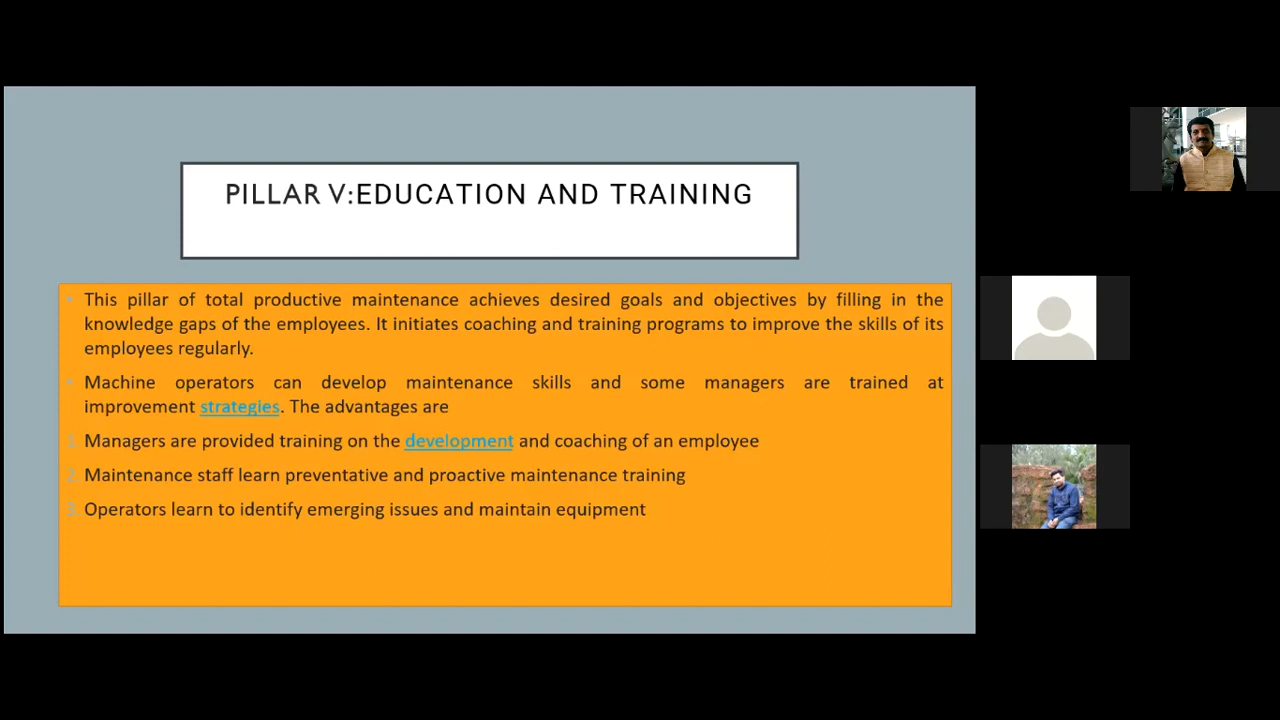 PILLAR V:EDUCATION AND TRAINING
• This pillar of total productive maintenance achieves desired goals and objectives by filling in the
knowledge gaps of the employees. It initiates coaching and training programs to improve the skills of its
employees regularly.
• Machine operators can develop maintenance skills and some managers are trained at
improvement strategies. The advantages are
1. Managers are provided training on the development and coaching of an employee
2. Maintenance staff learn preventative and proactive maintenance training
3. Operators learn to identify emerging issues and maintain equipment